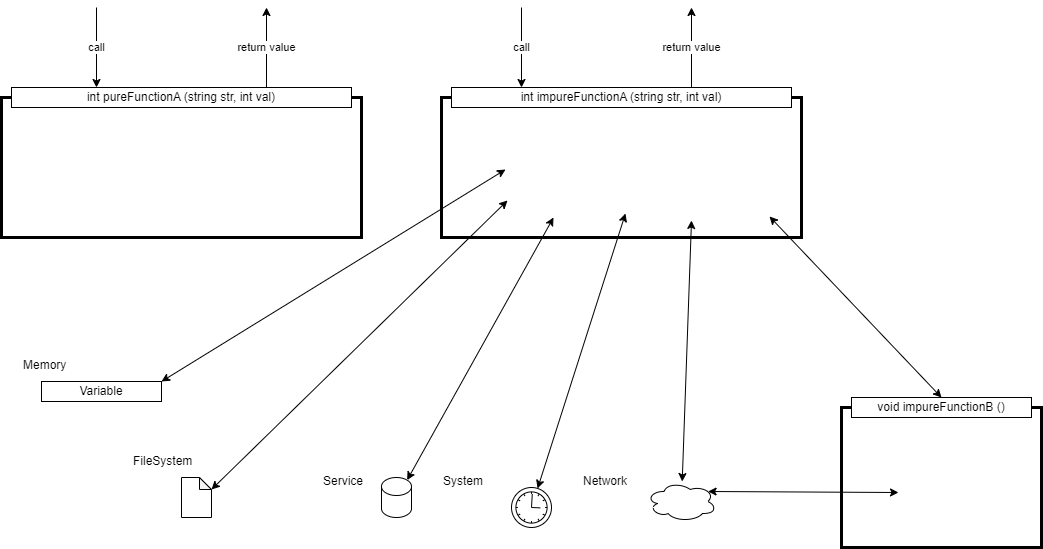 call
return value
call
return value
int pureFunctionA (string str, int val)
int impureFunctionA (string str, int val)
Memory
Variable
void impureFunctionB ()
FileSystem
Service
System
Network